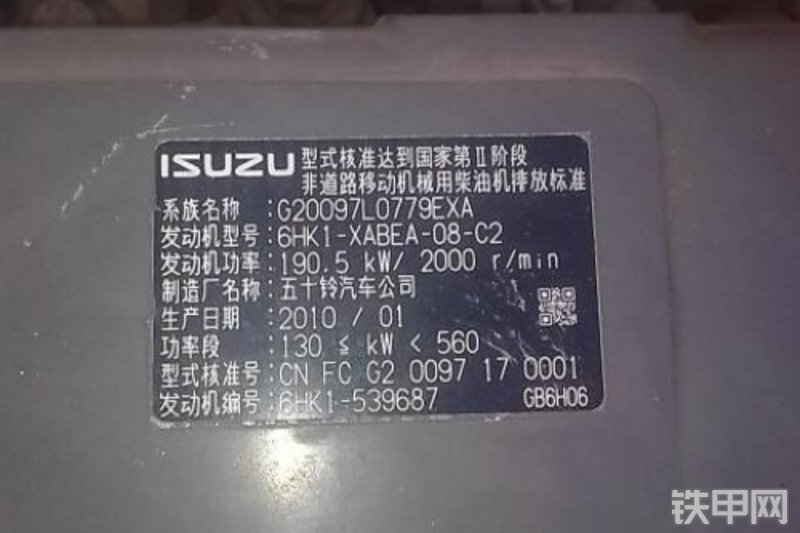 ISUZU 型式核准达到国家第Ⅱ阶段
非道路移动机械用柴油机排放标准
系族名称 :G20097L0779EXA
发动机型号:6HK1-XABEA-08-C2
发动机功率:190.5 kW/ 2000 r/min
制造厂名称:五十铃汽车公司
生产日期 :2010 / 01
功率段 :130 ≤ kW < 560
型式核准号:CN FC G2 0097 17 0001
发动机编号:6HK1-539687 GB6H06
铁甲网